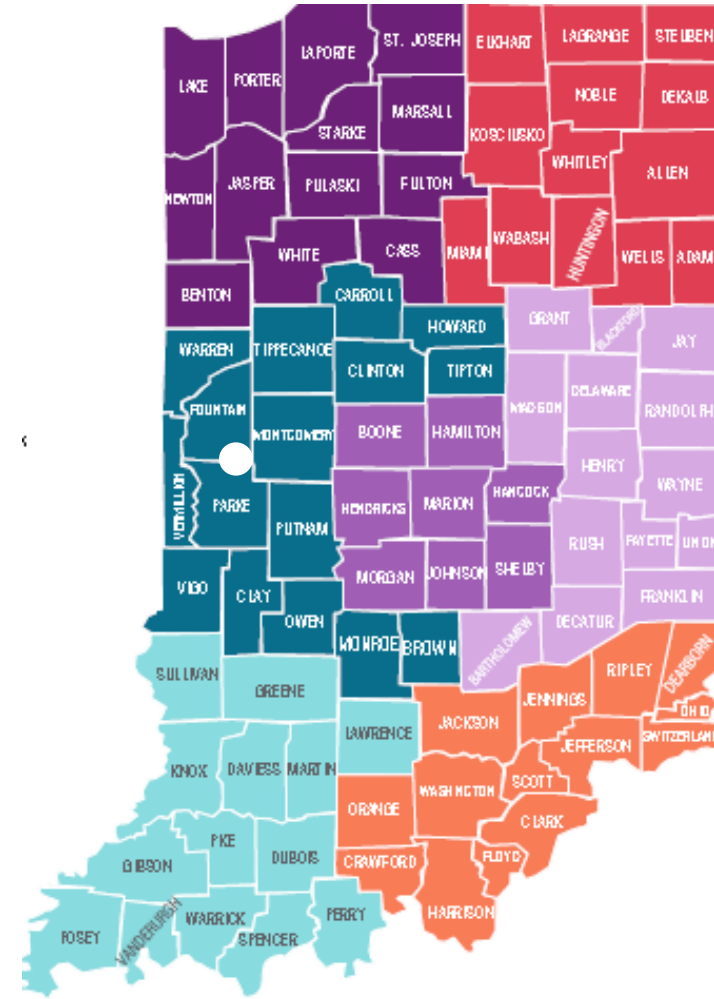 ST. JOSEPH
ELKHART
LAGRANGE
STEUBEN
LAPORTE
LAKE
PORTER
NOBLE
DEKALB
MARSALL
STARKE
KOSCIUSKO
WHITLEY
ALLEN
NEWTON
JASPER
PULASKI
FULTON
WHITE
CASS
MIAMI
WABASH
HUNTINGON
WELLS
ADAM
BENTON
CARROLL
GRANT
BLACKFORD
JAY
WARREN
TIPPECANOE
HOWARD
CLINTON
TIPTON
FOUNTAIN
MONTGOMERY
BOONE
HAMILTON
MADISON
DELAWARE
RANDOLPH
HENRY
WAYNE
VERMILLION
PARKE
PUTNAM
HENDRICKS
MARION
HANCOCK
RUSH
FAYETTE
UNION
VIGO
CLAY
OWEN
MORGAN
JOHNSON
SHELBY
FRANKLIN
DECATUR
MONROE
BROWN
BARTHOLOMEW
SULLIVAN
GREENE
RIPLEY
DEARBORN
JENNINGS
OHIO
LAWRENCE
JACKSON
JEFFERSON
SWITZERLAND
KNOX
DAVIESS
MARTIN
WASHINGTON
SCOTT
ORANGE
CLARK
GIBSON
PIKE
DUBOIS
CRAWFORD
FLOYD
HARRISON
POSEY
VANDERURGH
WARRICK
SPENCER
PERRY